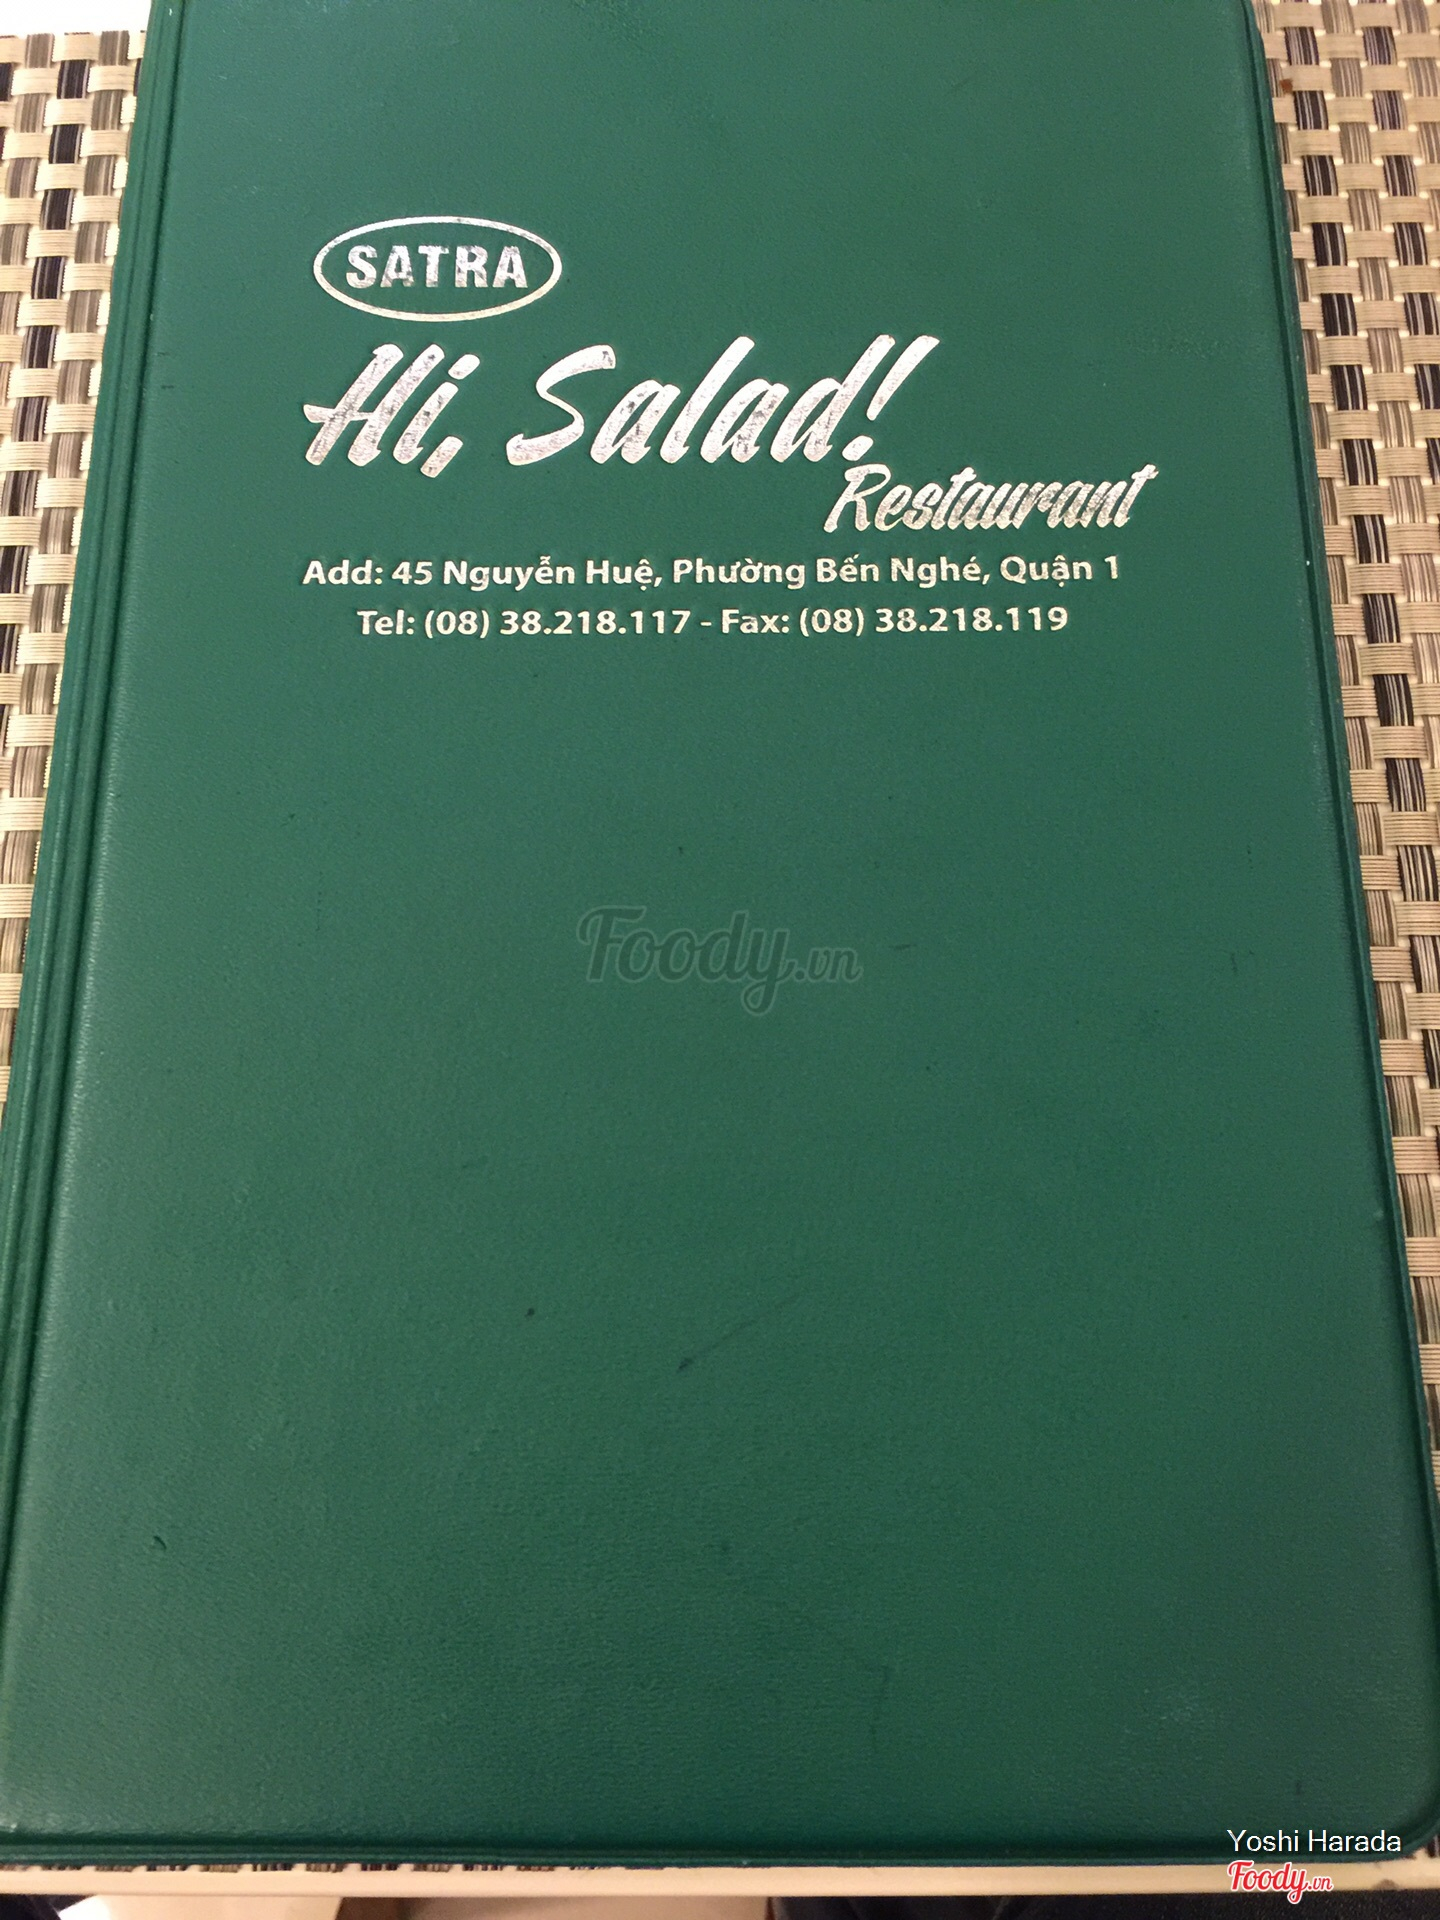 SATRA
Hi, Salad!
Restaurant
Add: 45 Nguyễn Huệ, Phường Bến Nghé, Quận 1
Tel: (08) 38.218.117 - Fax: (08) 38.218.119
Foody.vn
Yoshi Harada
Foody.vn